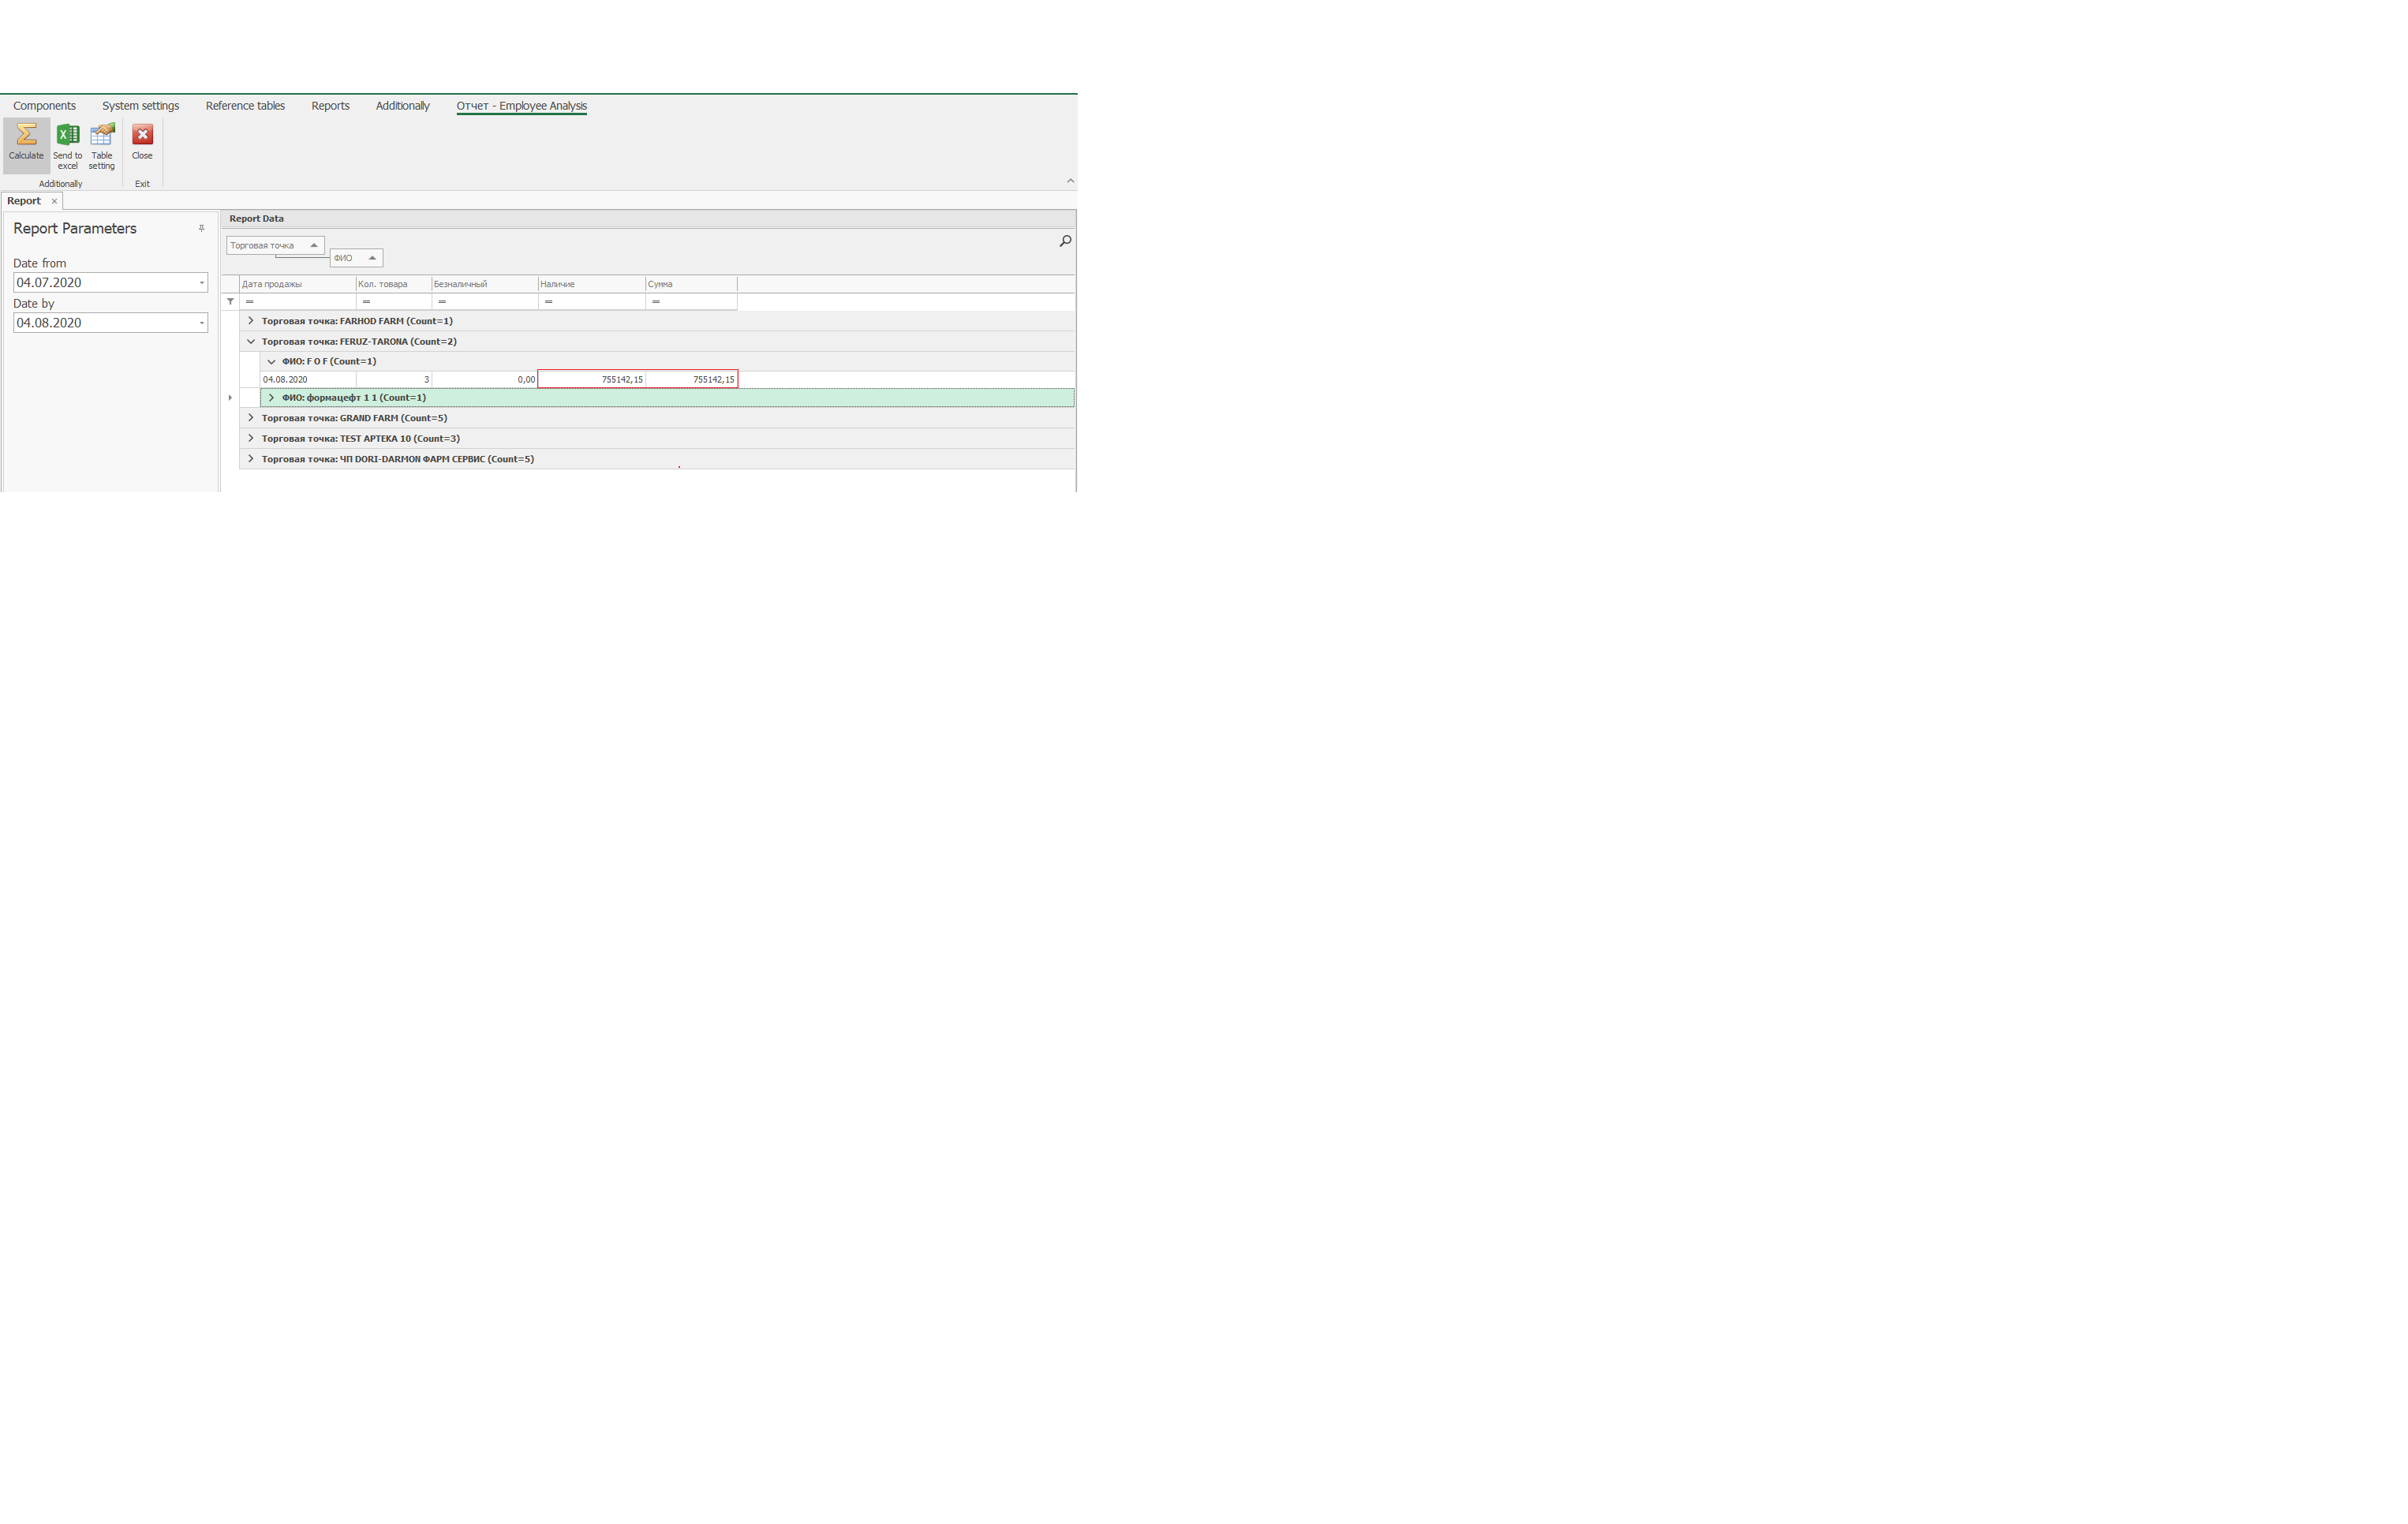 Components System settings Reference tables Reports Additionally Отчет - Employee Analysis
Calculate Send to excel Table setting Close
Additionally Exit
Report ×
Report Parameters
Date from
04.07.2020
Date by
04.08.2020
Report Data
Торговая точка
ФИО
Дата продажы Кол. товара Безналичный Наличие Сумма
= = = = =
Торговая точка: FARHOD FARM (Count=1)
Торговая точка: FERUZ-TARONA (Count=2)
ФИО: F O F (Count=1)
04.08.2020 3 0,00 755142,15 755142,15
ФИО: формацефт 1 1 (Count=1)
Торговая точка: GRAND FARM (Count=5)
Торговая точка: TEST APTEKA 10 (Count=3)
Торговая точка: ЧП DORI-DARMON ФАРМ СЕРВИС (Count=5)